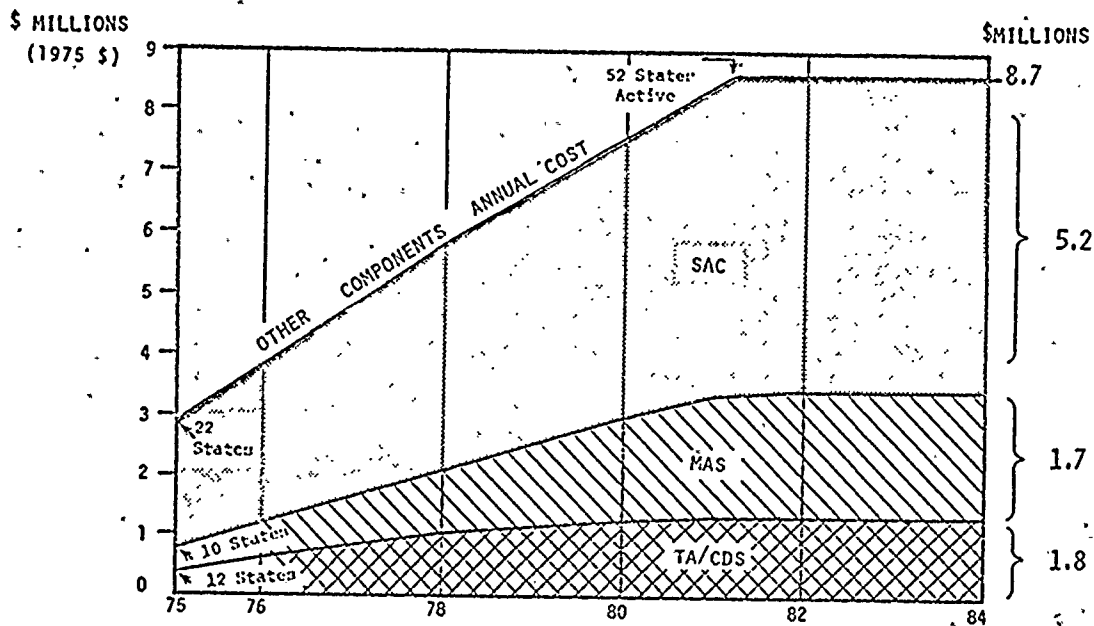 $ MILLIONS
(1975 $)
$MILLIONS
9
8
7
6
5
4
3
2
1
0
52 States
Active
8.7
OTHER COMPONENTS ANNUAL COST
5.2
SAC
22
States
MAS
1.7
10 States
12 States
TA/CDS
1.8
75
76
78
80
82
84